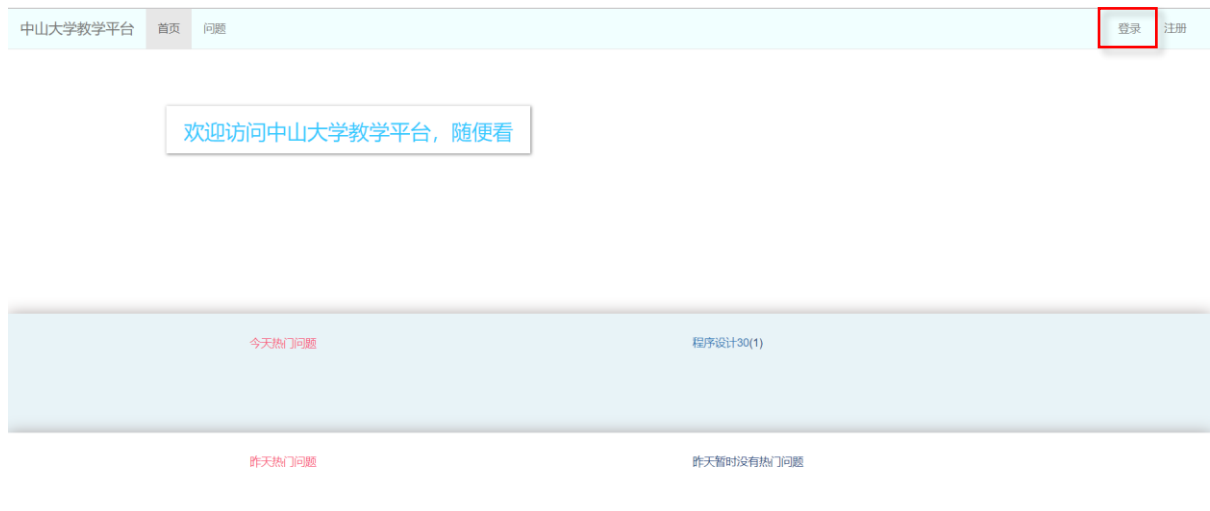 中山大学教学平台 首页 问题 登录 注册
欢迎访问中山大学教学平台，随便看
今天热门问题 程序设计30(1)
昨天热门问题 昨天暂时没有热门问题